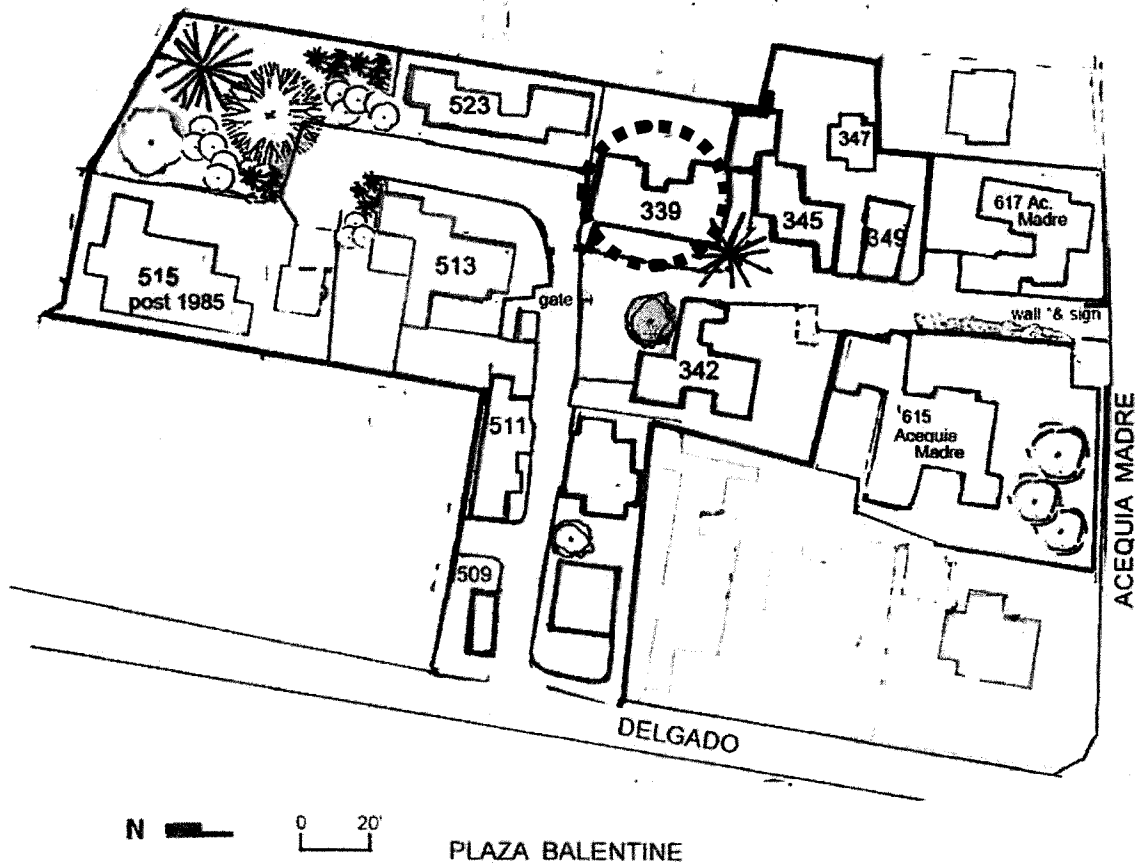 523
347
339
345
349
617 Ac.
Madre
515
post 1985
513
gate
wall & sign
342
'615
Acequia
Madre
511
509
ACEQUIA MADRE
DELGADO
N
0 20'
PLAZA BALENTINE